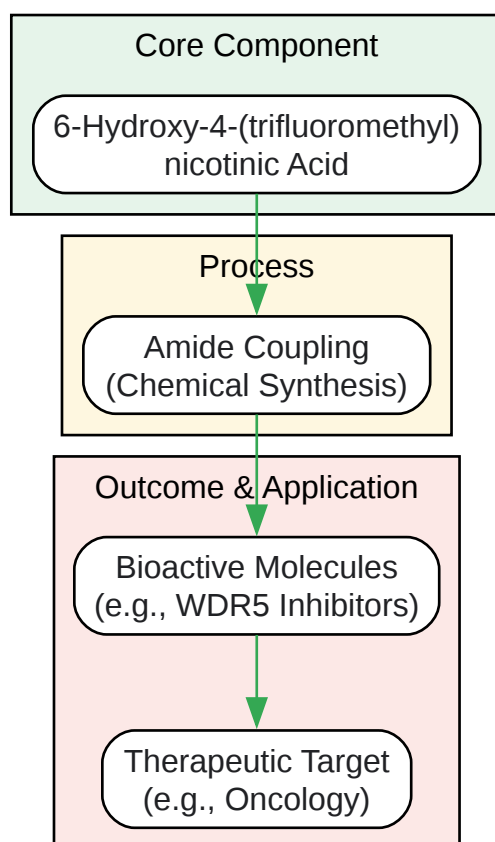 Core Component
6-Hydroxy-4-(trifluoromethyl)
nicotinic Acid
Process
Amide Coupling
(Chemical Synthesis)
Outcome & Application
Bioactive Molecules
(e.g., WDR5 Inhibitors)
Therapeutic Target
(e.g., Oncology)